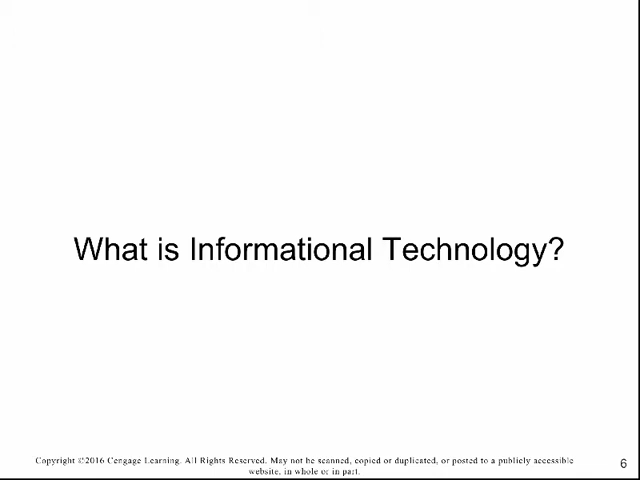 What is Informational Technology?
Copyright ©2016 Cengage Learning. All Rights Reserved. May not be scanned, copied or duplicated, or posted to a publicly accessible
website, in whole or in part.
6